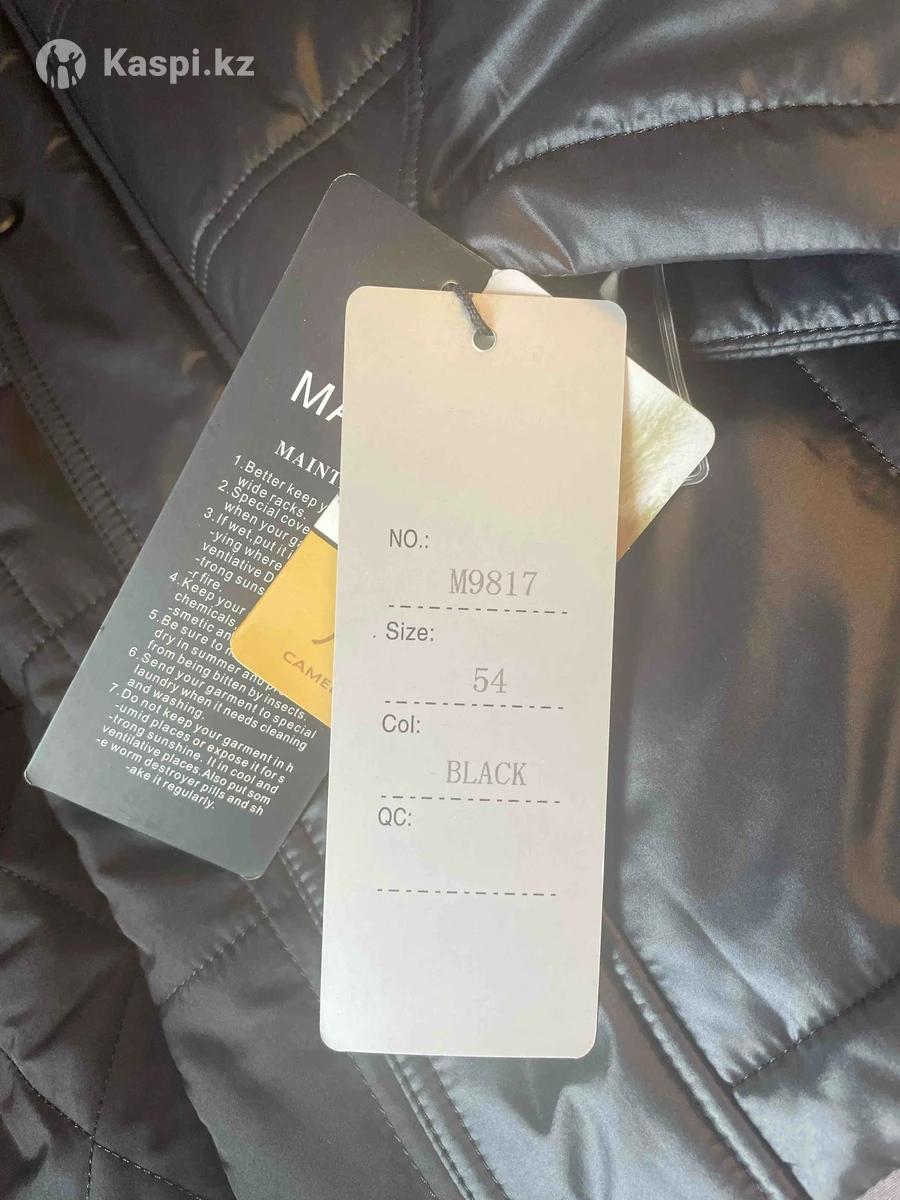 Kaspi.kz
MA
MAINT
1.Better keep y
wide racks.
2.Special cove
when your ga
3.If wet,put it i
-ying where
ventiative D
-trong suns
-r fire.
4.Keep your
chemicals
-smetic an
5.Be sure to
dry in summer and
from being bitten by insects.
6.Send your garment to special
laundry when it needs cleaning
and washing.
7.Do not keep your garment in h
-umid places or expose it for s
-trong sunshine. It in cool and
ventilative places.Also put som
-e worm destroyer pills and sh
-ake it regularly.
CAME
NO.:
M9817
Size:
54
Col:
BLACK
QC: